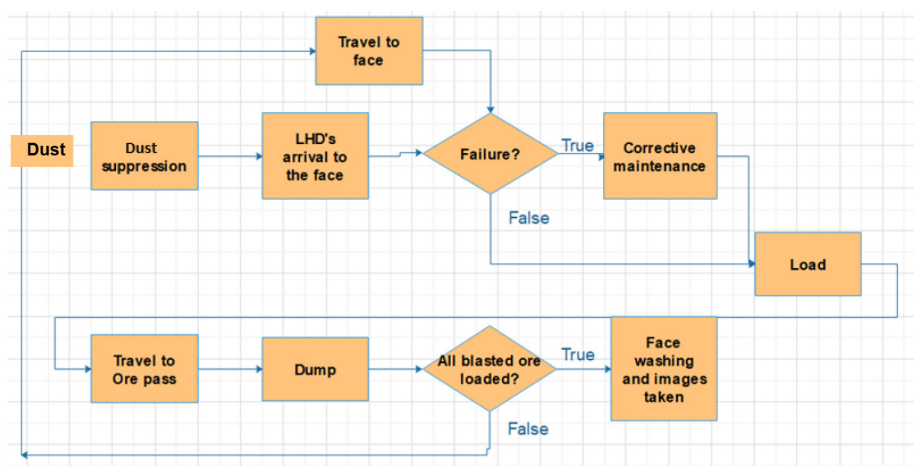 Travel to
face
Dust
Dust
suppression
LHD's
arrival to
the face
Failure?
True
Corrective
maintenance
False
Load
Travel to
Ore pass
Dump
All blasted ore
loaded?
True
Face
washing
and images
taken
False